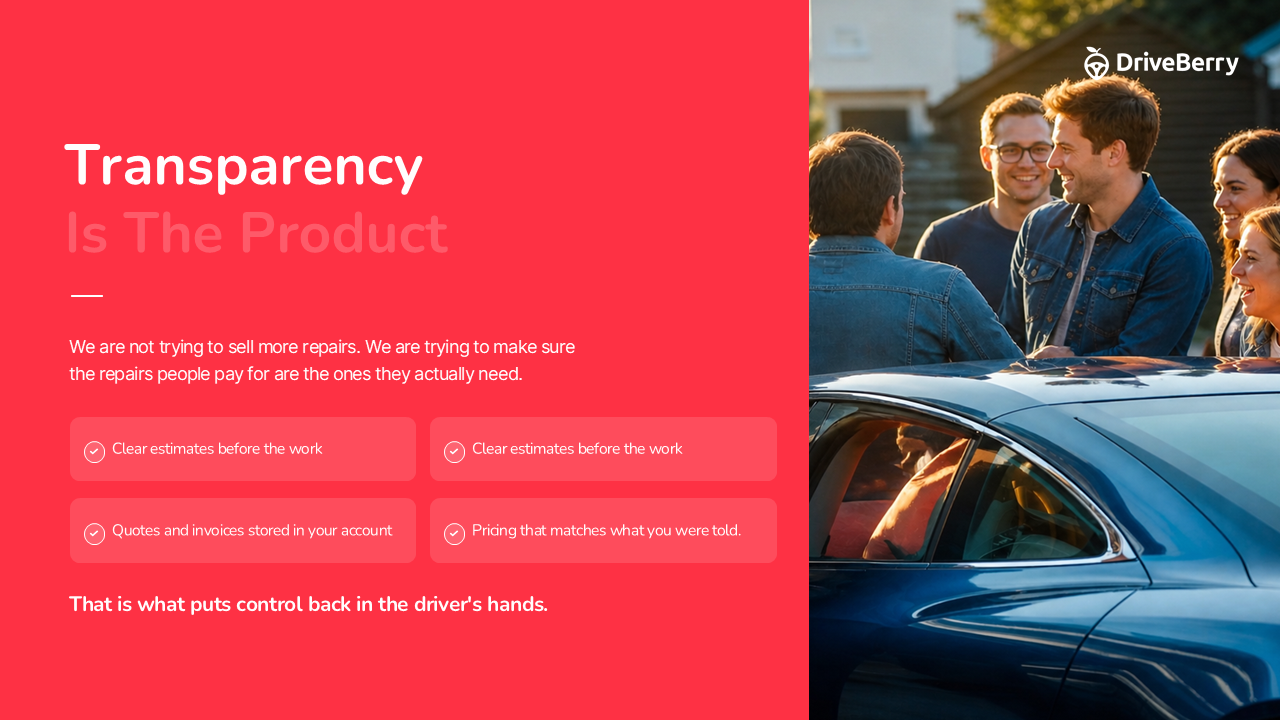 DriveBerry
Transparency
Is The Product
We are not trying to sell more repairs. We are trying to make sure
the repairs people pay for are the ones they actually need.
Clear estimates before the work
Clear estimates before the work
Quotes and invoices stored in your account
Pricing that matches what you were told.
That is what puts control back in the driver's hands.